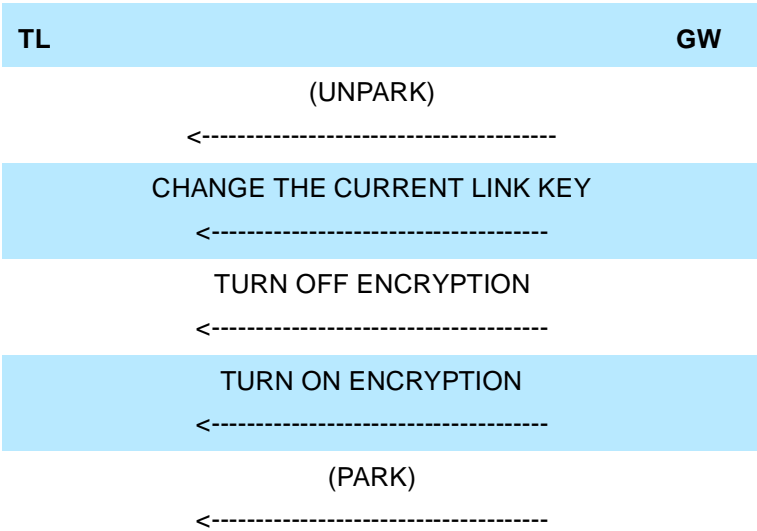 TL GW
(UNPARK)
<----------------------------------------
CHANGE THE CURRENT LINK KEY
<--------------------------------------
TURN OFF ENCRYPTION
<--------------------------------------
TURN ON ENCRYPTION
<--------------------------------------
(PARK)
<--------------------------------------